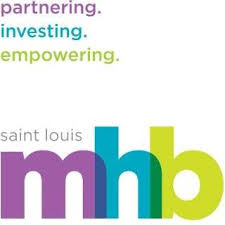 partnering.
investing.
empowering.
saint louis
mhb